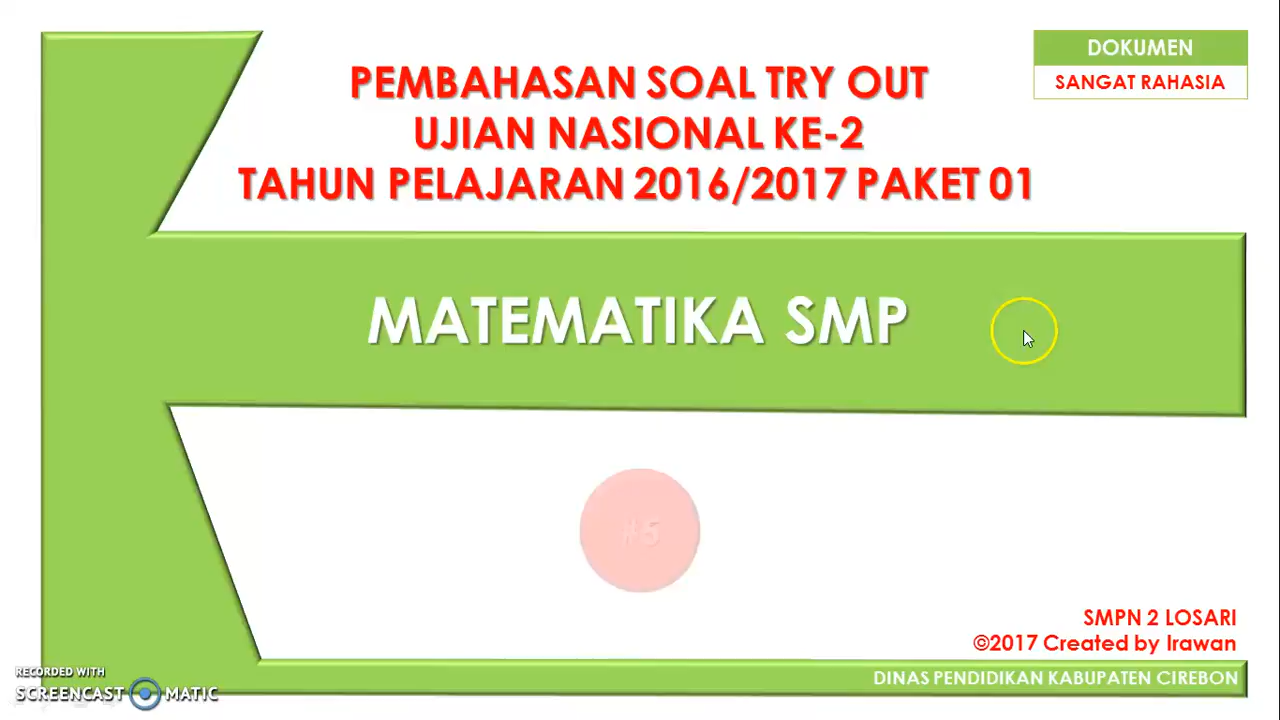 DOKUMEN
SANGAT RAHASIA
PEMBAHASAN SOAL TRY OUT
UJIAN NASIONAL KE-2
TAHUN PELAJARAN 2016/2017 PAKET 01
MATEMATIKA SMP
#5
SMPN 2 LOSARI
©2017 Created by Irawan
DINAS PENDIDIKAN KABUPATEN CIREBON
RECORDED WITH
SCREENCAST MATIC